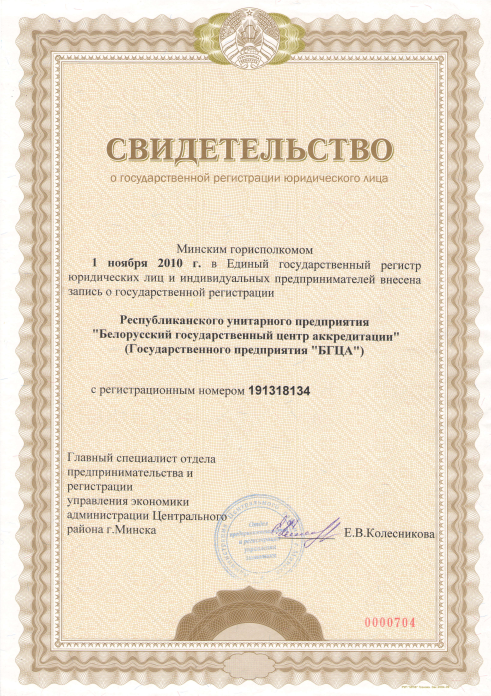 СВИДЕТЕЛЬСТВО
о государственной регистрации юридического лица
Минским горисполкомом
1 ноября 2010 г. в Единый государственный регистр
юридических лиц и индивидуальных предпринимателей внесена
запись о государственной регистрации
Республиканского унитарного предприятия
"Белорусский государственный центр аккредитации"
(Государственного предприятия "БГЦА")
с регистрационным номером 191318134
Главный специалист отдела
предпринимательства и
регистрации
управления экономики
администрации Центрального
района г.Минска
Е.В.Колесникова
0000704